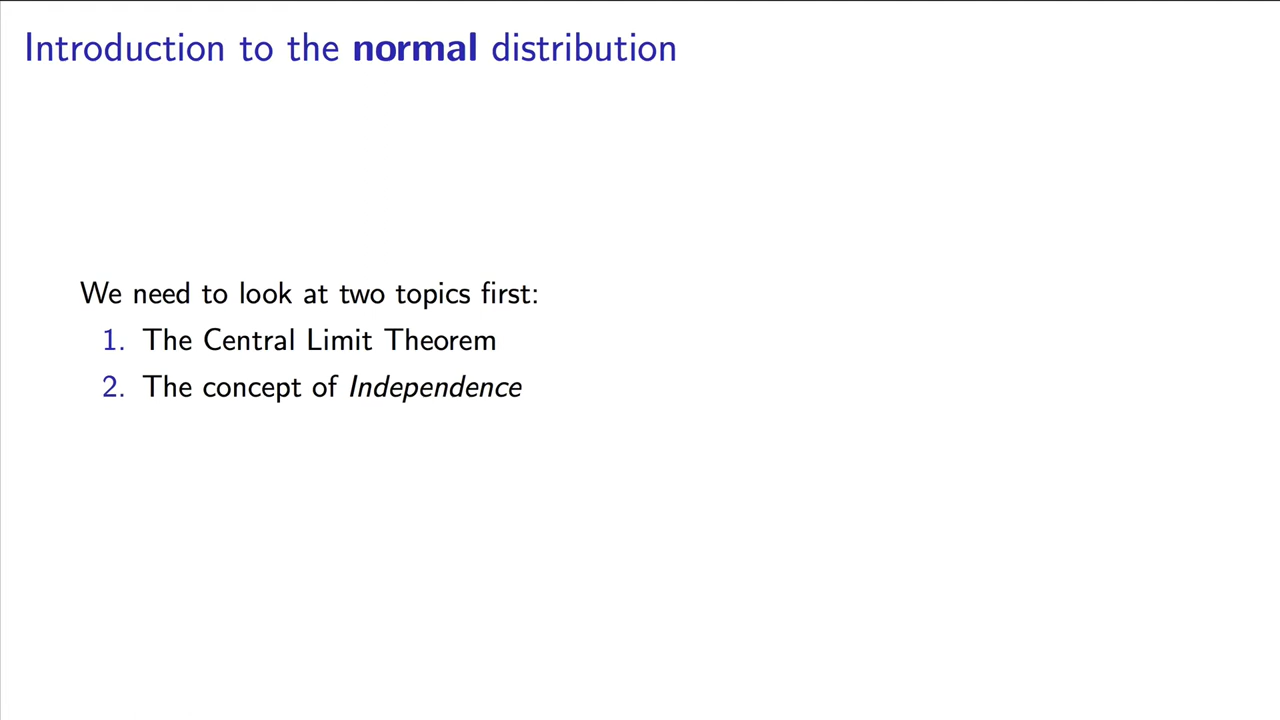 Introduction to the normal distribution
We need to look at two topics first:
1. The Central Limit Theorem
2. The concept of Independence